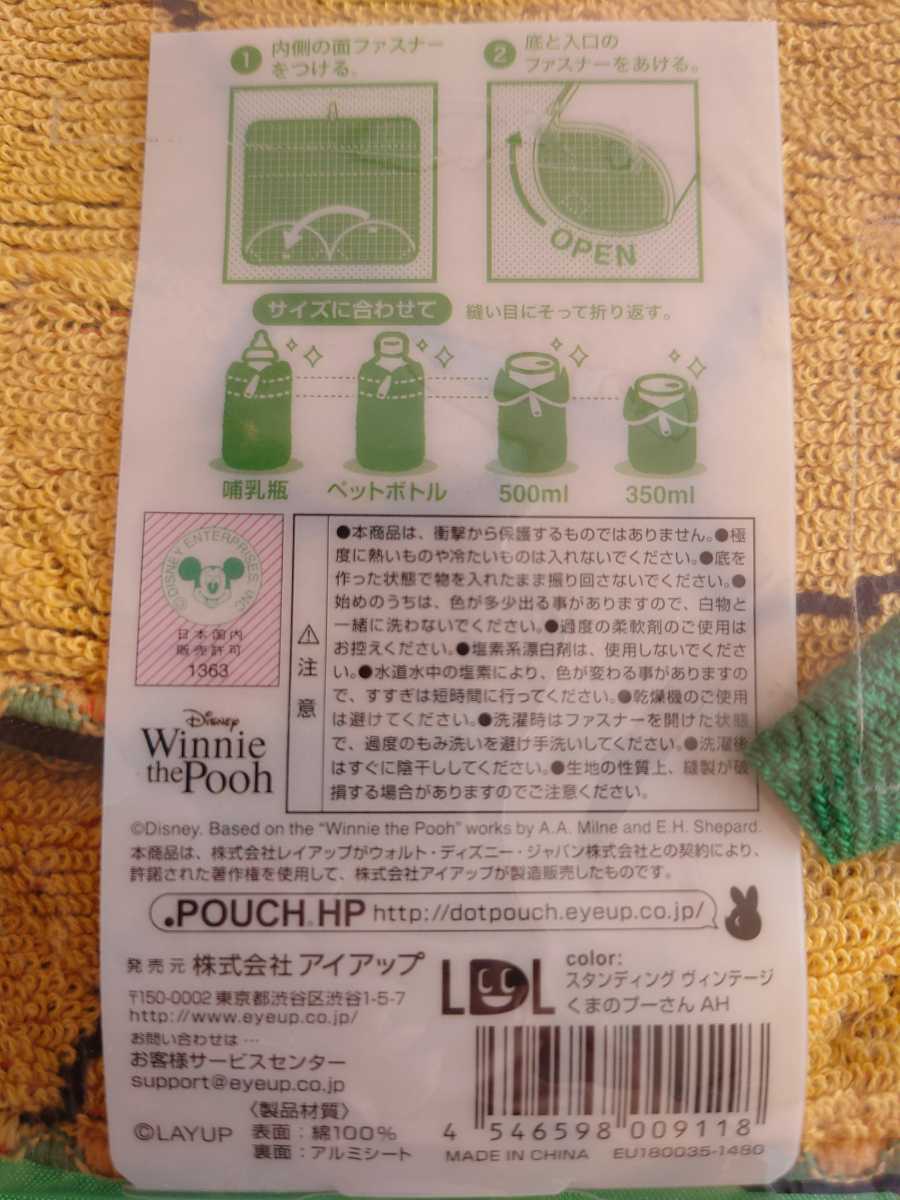 1 内側の面ファスナー
をつける。
2 底と入口の
ファスナーをあける。
OPEN
サイズに合わせて 縫い目にそって折り返す。
哺乳瓶 ペットボトル 500ml 350ml
©DISNEY ENTERPRISES, INC
日本国内
販売許可
1363
Disney
Winnie
the Pooh
⚠注意
●本商品は、衝撃から保護するものではありません。●極
度に熱いものや冷たいものは入れないでください。●底を
作った状態で物を入れたまま振り回さないでください。●
始めのうちは、色が多少出る事がありますので、白物と
一緒に洗わないでください。●過度の柔軟剤のご使用は
お控えください。●塩素系漂白剤は、使用しないでくださ
い。●水道水中の塩素により、色が変わる事がありますの
で、すすぎは短時間に行ってください。●乾燥機のご使用
は避けてください。●洗濯時はファスナーを開けた状態
で、過度のもみ洗いを避け手洗いしてください。●洗濯後
はすぐに陰干ししてください。●生地の性質上、縫製が破
損する場合がありますのでご注意ください。
©Disney. Based on the “Winnie the Pooh” works by A.A. Milne and E.H. Shepard.
本商品は、株式会社レイアップがウォルト・ディズニー・ジャパン株式会社との契約により、
許諾された著作権を使用して、株式会社アイアップが製造販売したものです。
.POUCH HP http://dotpouch.eyeup.co.jp/
発売元 株式会社 アイアップ
〒150-0002 東京都渋谷区渋谷1-5-7
http://www.eyeup.co.jp/
お問い合わせは…
お客様サービスセンター
support@eyeup.co.jp
〈製品材質〉
©LAYUP 表面：綿100%
裏面：アルミシート
LDL
color:
スタンディング ヴィンテージ
くまのプーさん AH
4 546598 009118
MADE IN CHINA EU180035-1480